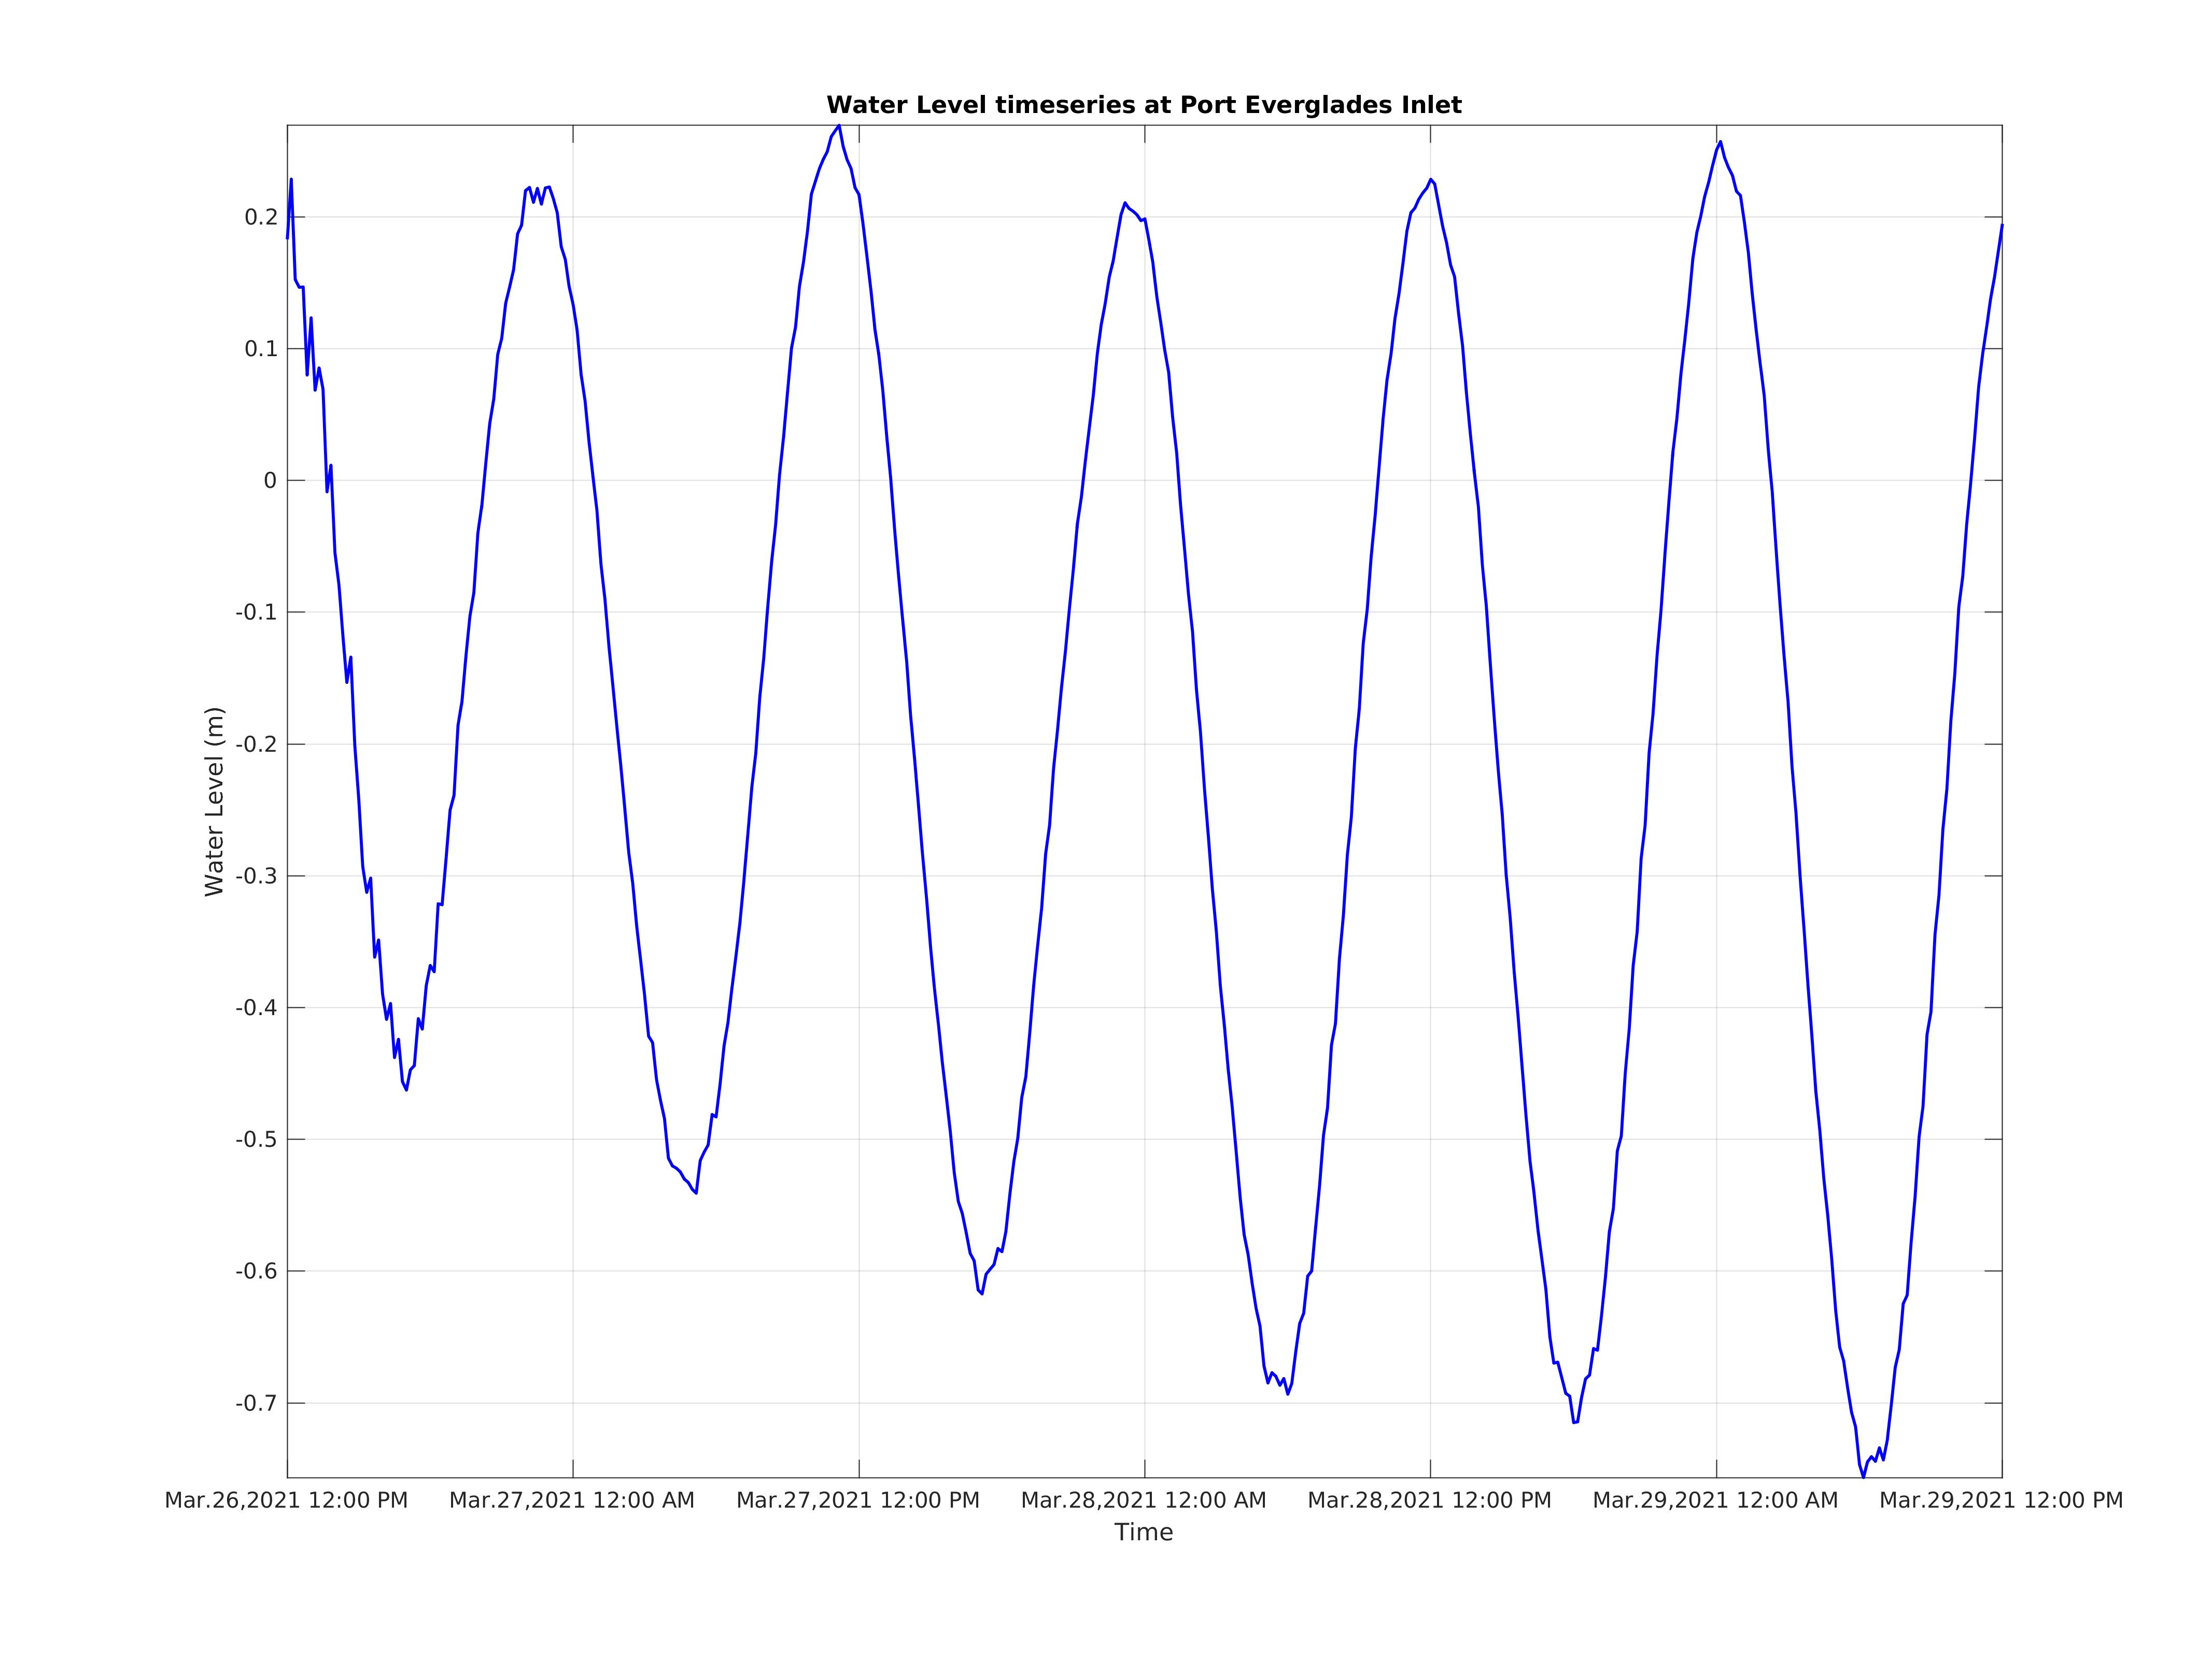 Water Level timeseries at Port Everglades Inlet
0.2
0.1
0
-0.1
-0.2
-0.3
-0.4
-0.5
-0.6
-0.7
Water Level (m)
Mar.26,2021 12:00 PM
Mar.27,2021 12:00 AM
Mar.27,2021 12:00 PM
Mar.28,2021 12:00 AM
Mar.28,2021 12:00 PM
Mar.29,2021 12:00 AM
Mar.29,2021 12:00 PM
Time